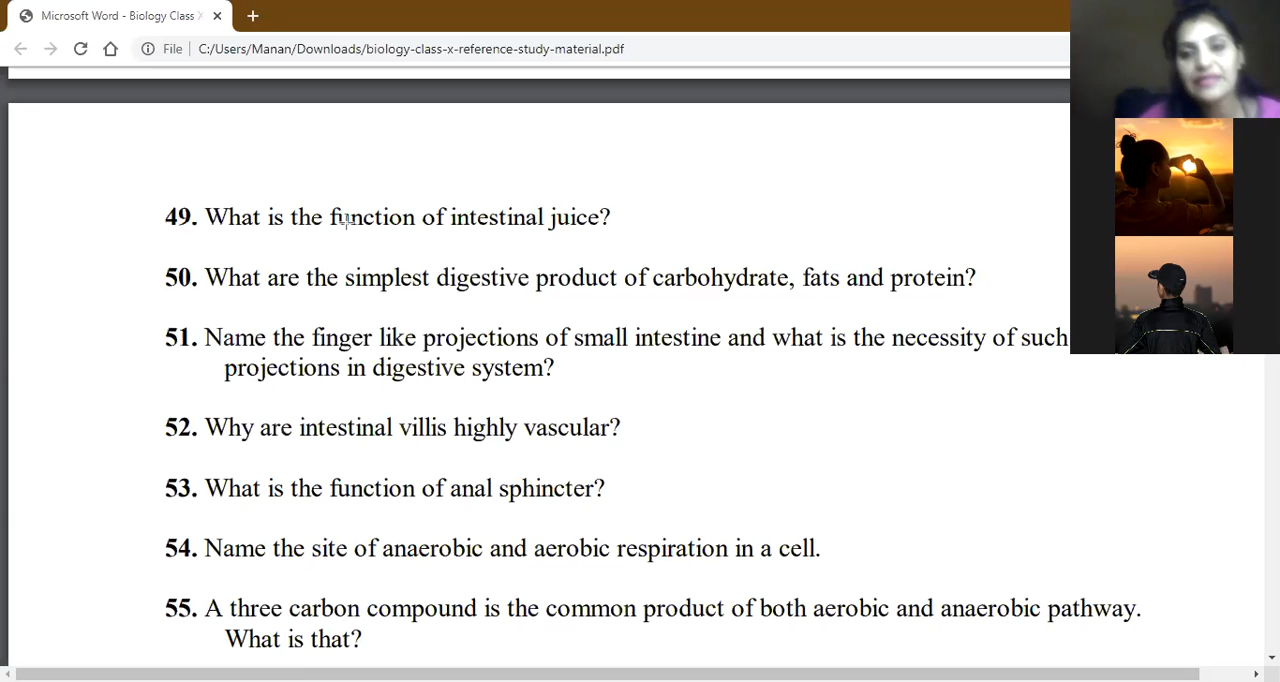 Microsoft Word - Biology Class X
File
C:/Users/Manan/Downloads/biology-class-x-reference-study-material.pdf
49. What is the function of intestinal juice?
50. What are the simplest digestive product of carbohydrate, fats and protein?
51. Name the finger like projections of small intestine and what is the necessity of such
projections in digestive system?
52. Why are intestinal villis highly vascular?
53. What is the function of anal sphincter?
54. Name the site of anaerobic and aerobic respiration in a cell.
55. A three carbon compound is the common product of both aerobic and anaerobic pathway.
What is that?